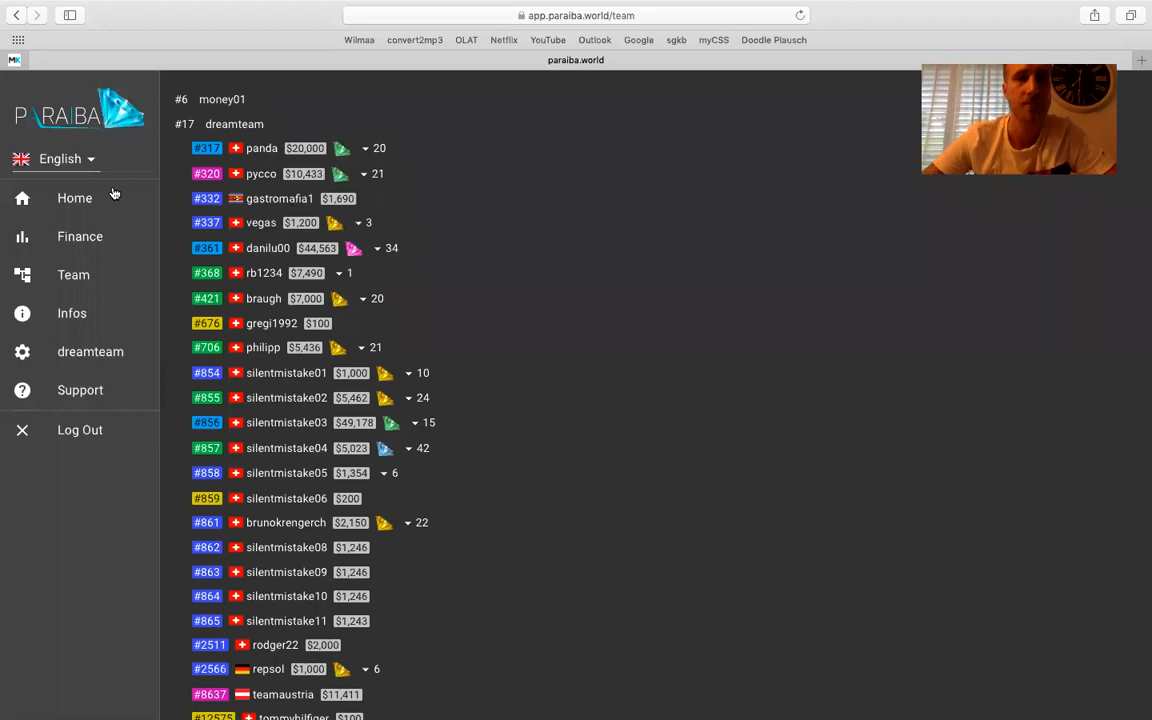 app.paraiba.world/team
Wilmaa convert2mp3 OLAT Netflix YouTube Outlook Google sgkb myCSS Doodle Plausch
MK paraiba.world
PARAIBA
English
Home
Finance
Team
Infos
dreamteam
Support
Log Out
#6 money01
#17 dreamteam
#317 panda $20,000 20
#320 pycco $10,433 21
#332 gastromafia1 $1,690
#337 vegas $1,200 3
#361 danilu00 $44,563 34
#368 rb1234 $7,490 1
#421 braugh $7,000 20
#676 gregi1992 $100
#706 philipp $5,436 21
#854 silentmistake01 $1,000 10
#855 silentmistake02 $5,462 24
#856 silentmistake03 $49,178 15
#857 silentmistake04 $5,023 42
#858 silentmistake05 $1,354 6
#859 silentmistake06 $200
#861 brunokrengerch $2,150 22
#862 silentmistake08 $1,246
#863 silentmistake09 $1,246
#864 silentmistake10 $1,246
#865 silentmistake11 $1,243
#2511 rodger22 $2,000
#2566 repsol $1,000 6
#8637 teamaustria $11,411
#12575 tommyhilfiger $100